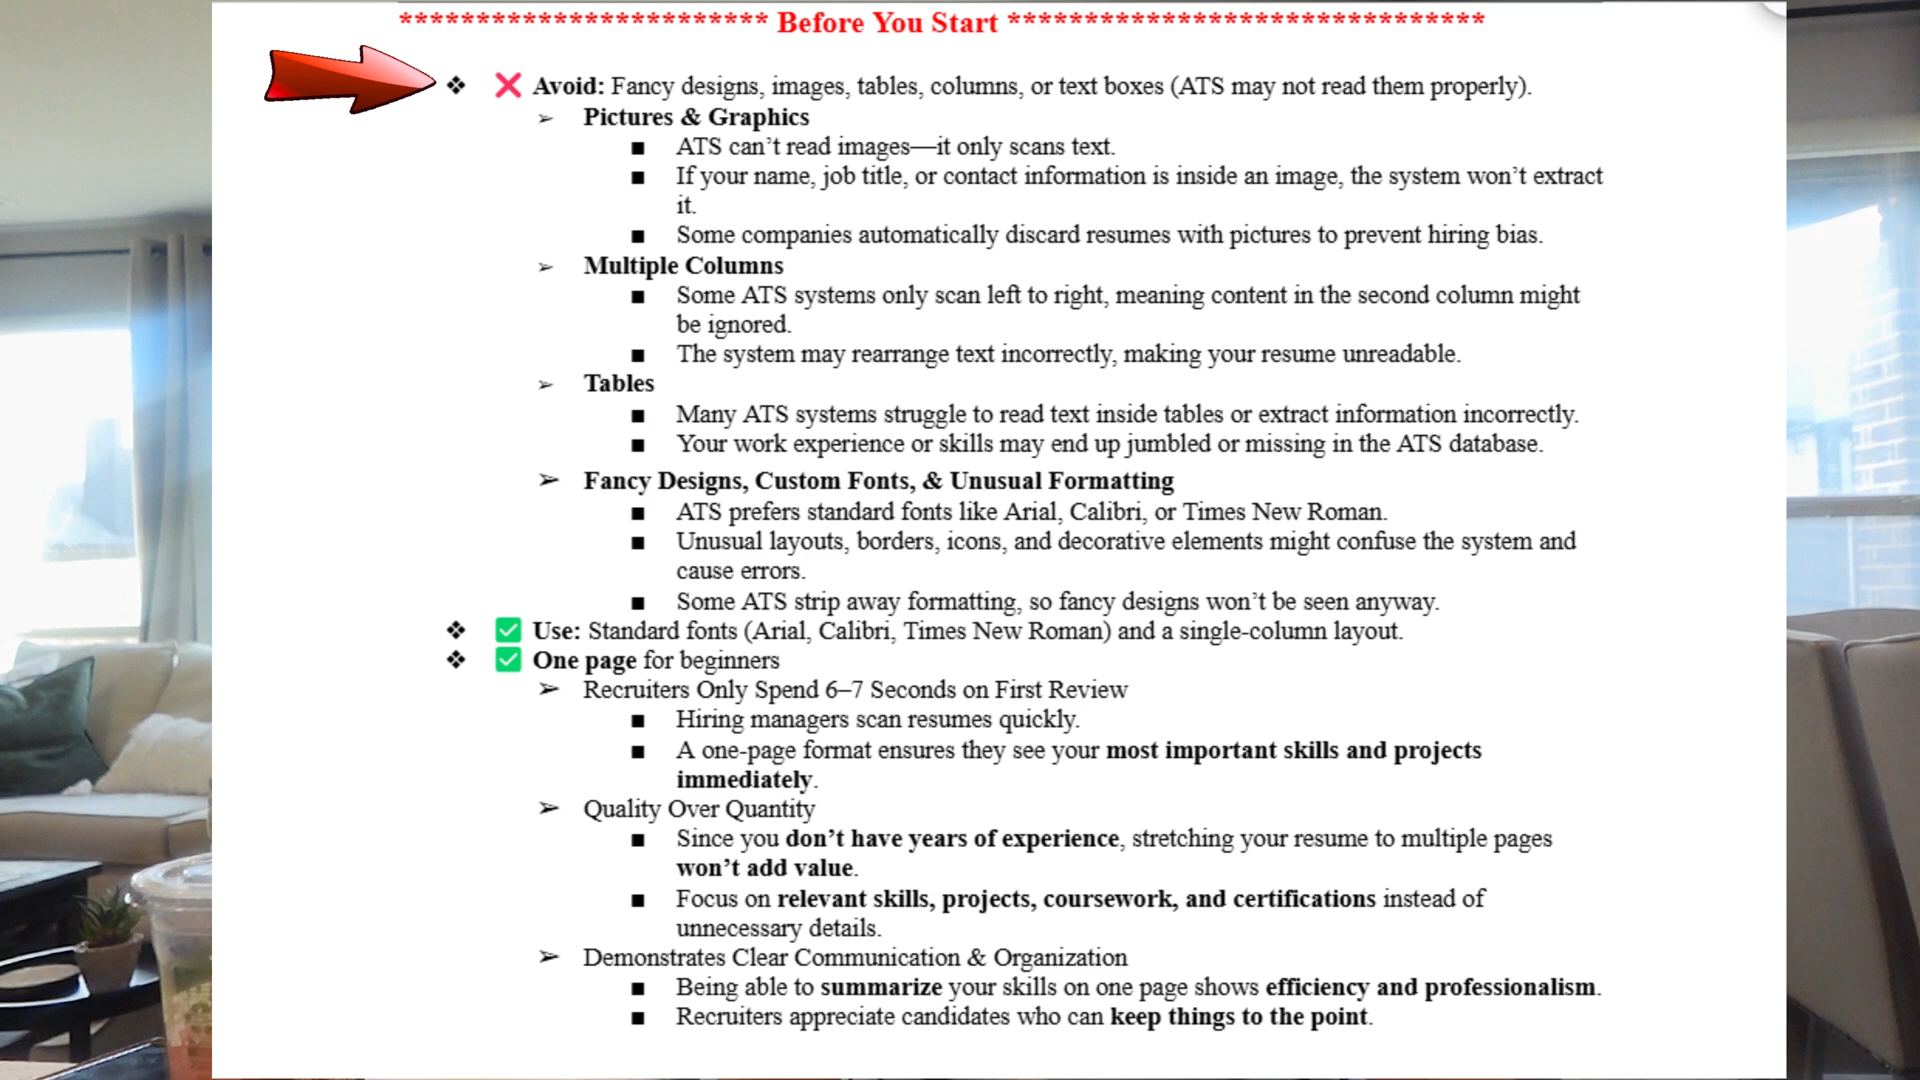 ************************ Before You Start *******************************
❖ ❌ Avoid: Fancy designs, images, tables, columns, or text boxes (ATS may not read them properly).
➢ Pictures & Graphics
■ ATS can’t read images—it only scans text.
■ If your name, job title, or contact information is inside an image, the system won’t extract
it.
■ Some companies automatically discard resumes with pictures to prevent hiring bias.
➢ Multiple Columns
■ Some ATS systems only scan left to right, meaning content in the second column might
be ignored.
■ The system may rearrange text incorrectly, making your resume unreadable.
➢ Tables
■ Many ATS systems struggle to read text inside tables or extract information incorrectly.
■ Your work experience or skills may end up jumbled or missing in the ATS database.
➢ Fancy Designs, Custom Fonts, & Unusual Formatting
■ ATS prefers standard fonts like Arial, Calibri, or Times New Roman.
■ Unusual layouts, borders, icons, and decorative elements might confuse the system and
cause errors.
■ Some ATS strip away formatting, so fancy designs won’t be seen anyway.
❖ ✅ Use: Standard fonts (Arial, Calibri, Times New Roman) and a single-column layout.
❖ ✅ One page for beginners
➢ Recruiters Only Spend 6–7 Seconds on First Review
■ Hiring managers scan resumes quickly.
■ A one-page format ensures they see your most important skills and projects
immediately.
➢ Quality Over Quantity
■ Since you don’t have years of experience, stretching your resume to multiple pages
won’t add value.
■ Focus on relevant skills, projects, coursework, and certifications instead of
unnecessary details.
➢ Demonstrates Clear Communication & Organization
■ Being able to summarize your skills on one page shows efficiency and professionalism.
■ Recruiters appreciate candidates who can keep things to the point.